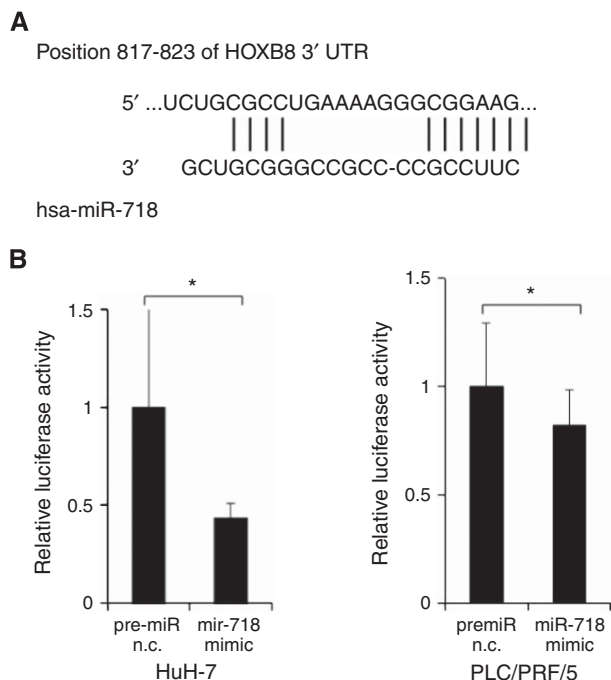 A
Position 817-823 of HOXB8 3′ UTR
5′ ...UCUGCGCCUGAAAAGGGCGGAAG...
3′ GCUGCGGGCCGCC-CCGCCUUC
hsa-miR-718
B
Relative luciferase activity
1.5
1
0.5
0
*
pre-miR n.c.
mir-718 mimic
HuH-7
Relative luciferase activity
1.5
1
0.5
0
*
premiR n.c.
miR-718 mimic
PLC/PRF/5